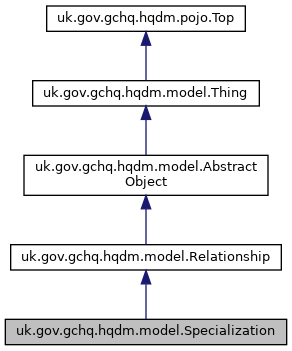 uk.gov.gchq.hqdm.pojo.Top
uk.gov.gchq.hqdm.model.Thing
uk.gov.gchq.hqdm.model.Abstract
Object
uk.gov.gchq.hqdm.model.Relationship
uk.gov.gchq.hqdm.model.Specialization